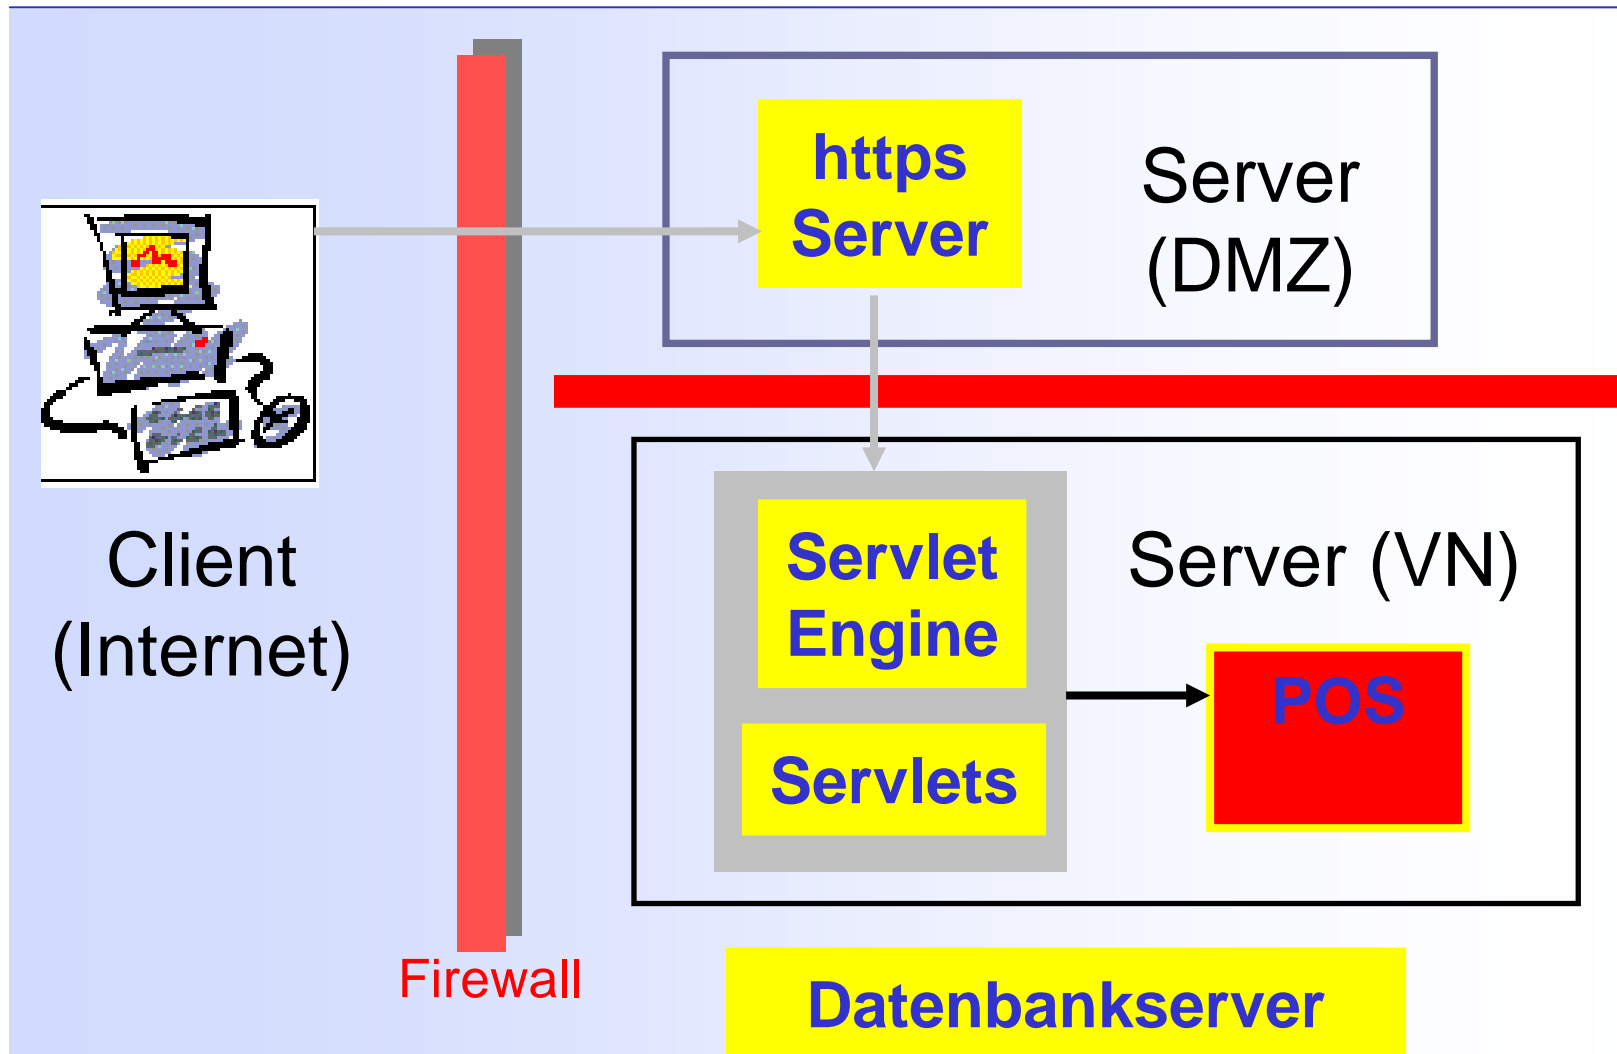 https
Server
Server
(DMZ)
Client
(Internet)
Servlet
Engine
Server (VN)
POS
Servlets
Firewall
Datenbankserver